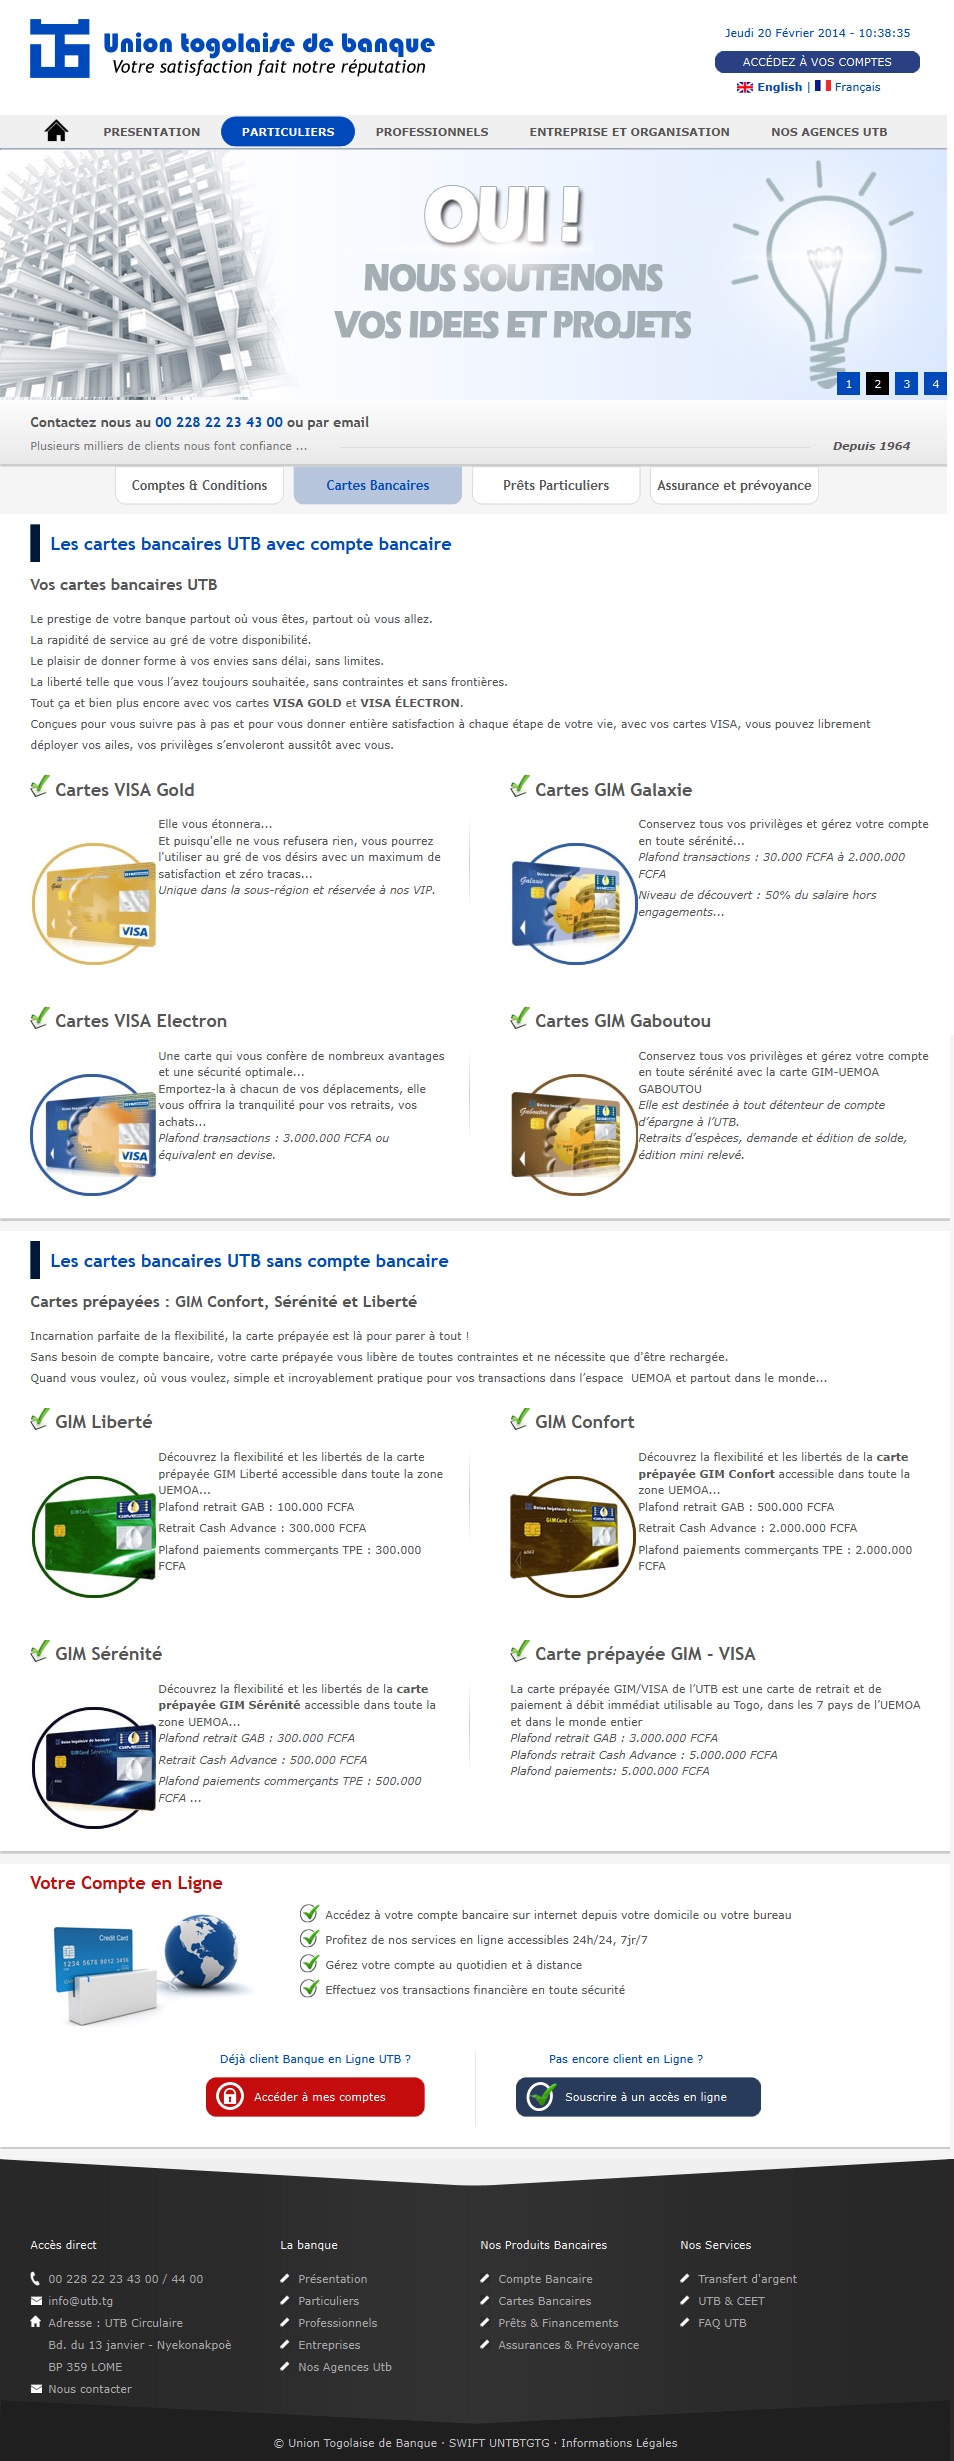 Union togolaise de banque
Votre satisfaction fait notre réputation
Jeudi 20 Février 2014 - 10:38:35
ACCÉDEZ À VOS COMPTES
English | Français
PRESENTATION PARTICULIERS PROFESSIONNELS ENTREPRISE ET ORGANISATION NOS AGENCES UTB
OUI !
NOUS SOUTENONS
VOS IDEES ET PROJETS
1 2 3 4
Contactez nous au 00 228 22 23 43 00 ou par email
Plusieurs milliers de clients nous font confiance ...
Depuis 1964
Comptes & Conditions Cartes Bancaires Prêts Particuliers Assurance et prévoyance
Les cartes bancaires UTB avec compte bancaire
Vos cartes bancaires UTB
Le prestige de votre banque partout où vous êtes, partout où vous allez.
La rapidité de service au gré de votre disponibilité.
Le plaisir de donner forme à vos envies sans délai, sans limites.
La liberté telle que vous l’avez toujours souhaitée, sans contraintes et sans frontières.
Tout ça et bien plus encore avec vos cartes VISA GOLD et VISA ÉLECTRON.
Conçues pour vous suivre pas à pas et pour vous donner entière satisfaction à chaque étape de votre vie, avec vos cartes VISA, vous pouvez librement
déployer vos ailes, vos privilèges s’envoleront aussitôt avec vous.
Cartes VISA Gold
Elle vous étonnera...
Et puisqu'elle ne vous refusera rien, vous pourrez
l'utiliser au gré de vos désirs avec un maximum de
satisfaction et zéro tracas...
Unique dans la sous-région et réservée à nos VIP.
Gold
VISA
Cartes GIM Galaxie
Conservez tous vos privilèges et gérez votre compte
en toute sérénité...
Plafond transactions : 30.000 FCFA à 2.000.000
FCFA
Niveau de découvert : 50% du salaire hors
engagements...
Galaxie
Cartes VISA Electron
Une carte qui vous confère de nombreux avantages
et une sécurité optimale...
Emportez-la à chacun de vos déplacements, elle
vous offrira la tranquilité pour vos retraits, vos
achats...
Plafond transactions : 3.000.000 FCFA ou
équivalent en devise.
VISA
ELECTRON
Cartes GIM Gaboutou
Conservez tous vos privilèges et gérez votre compte
en toute sérénité avec la carte GIM-UEMOA
GABOUTOU
Elle est destinée à tout détenteur de compte
d’épargne à l’UTB.
Retraits d’espèces, demande et édition de solde,
édition mini relevé.
Gaboutou
Les cartes bancaires UTB sans compte bancaire
Cartes prépayées : GIM Confort, Sérénité et Liberté
Incarnation parfaite de la flexibilité, la carte prépayée est là pour parer à tout !
Sans besoin de compte bancaire, votre carte prépayée vous libère de toutes contraintes et ne nécessite que d'être rechargée.
Quand vous voulez, où vous voulez, simple et incroyablement pratique pour vos transactions dans l’espace UEMOA et partout dans le monde...
GIM Liberté
Découvrez la flexibilité et les libertés de la carte
prépayée GIM Liberté accessible dans toute la zone
UEMOA...
Plafond retrait GAB : 100.000 FCFA
Retrait Cash Advance : 300.000 FCFA
Plafond paiements commerçants TPE : 300.000
FCFA
GIM Confort
Découvrez la flexibilité et les libertés de la carte
prépayée GIM Confort accessible dans toute la
zone UEMOA...
Plafond retrait GAB : 500.000 FCFA
Retrait Cash Advance : 2.000.000 FCFA
Plafond paiements commerçants TPE : 2.000.000
FCFA
Union togolaise de banque
GIMCard Confort
GIM Sérénité
Découvrez la flexibilité et les libertés de la carte
prépayée GIM Sérénité accessible dans toute la
zone UEMOA...
Plafond retrait GAB : 300.000 FCFA
Retrait Cash Advance : 500.000 FCFA
Plafond paiements commerçants TPE : 500.000
FCFA ...
Union togolaise de banque
GIMCard Sérénité
Carte prépayée GIM - VISA
La carte prépayée GIM/VISA de l’UTB est une carte de retrait et de
paiement à débit immédiat utilisable au Togo, dans les 7 pays de l’UEMOA
et dans le monde entier
Plafond retrait GAB : 3.000.000 FCFA
Plafonds retrait Cash Advance : 5.000.000 FCFA
Plafond paiements: 5.000.000 FCFA
Votre Compte en Ligne
Credit Card
1234 5678 9012 3456
Accédez à votre compte bancaire sur internet depuis votre domicile ou votre bureau
Profitez de nos services en ligne accessibles 24h/24, 7jr/7
Gérez votre compte au quotidien et à distance
Effectuez vos transactions financière en toute sécurité
Déjà client Banque en Ligne UTB ?
Accéder à mes comptes
Pas encore client en Ligne ?
Souscrire à un accès en ligne
Accès direct
00 228 22 23 43 00 / 44 00
info@utb.tg
Adresse : UTB Circulaire
Bd. du 13 janvier - Nyekonakpoè
BP 359 LOME
Nous contacter
La banque
Présentation
Particuliers
Professionnels
Entreprises
Nos Agences Utb
Nos Produits Bancaires
Compte Bancaire
Cartes Bancaires
Prêts & Financements
Assurances & Prévoyance
Nos Services
Transfert d'argent
UTB & CEET
FAQ UTB
© Union Togolaise de Banque · SWIFT UNTBTGTG · Informations Légales